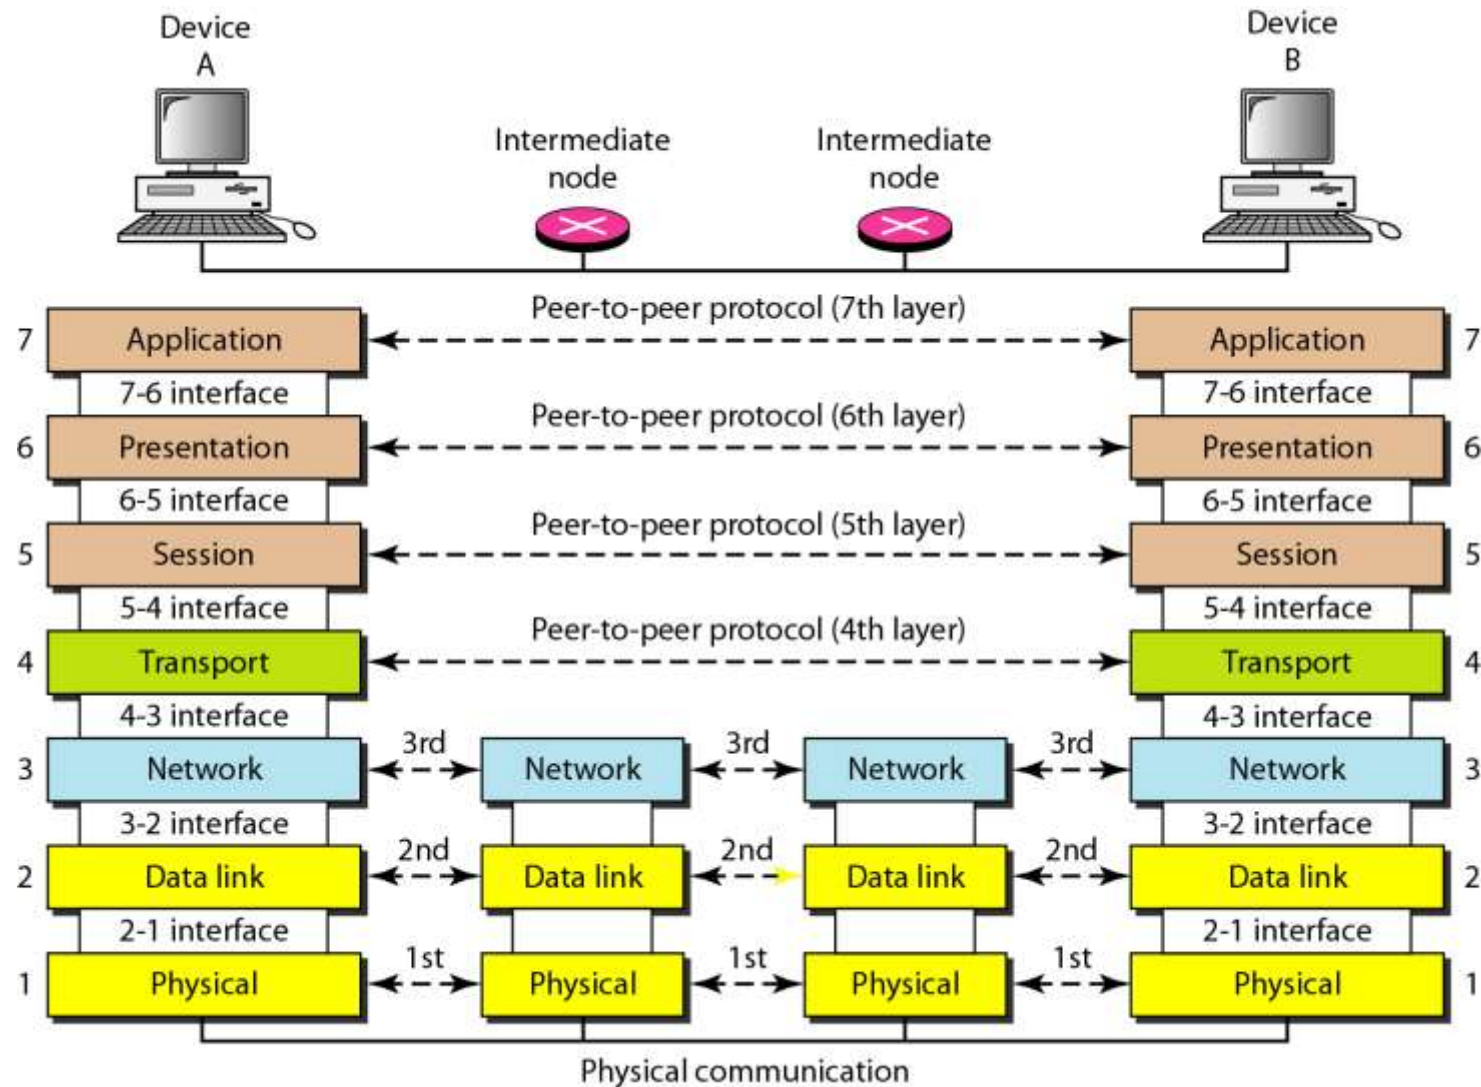 Device
A
Device
B
Intermediate
node
Intermediate
node
Peer-to-peer protocol (7th layer)
7 Application Application 7
7-6 interface 7-6 interface
Peer-to-peer protocol (6th layer)
6 Presentation Presentation 6
6-5 interface 6-5 interface
Peer-to-peer protocol (5th layer)
5 Session Session 5
5-4 interface 5-4 interface
Peer-to-peer protocol (4th layer)
4 Transport Transport 4
4-3 interface 4-3 interface
3rd 3rd 3rd
3 Network Network Network Network 3
3-2 interface 3-2 interface
2nd 2nd 2nd
2 Data link Data link Data link Data link 2
2-1 interface 2-1 interface
1st 1st 1st
1 Physical Physical Physical Physical 1
Physical communication